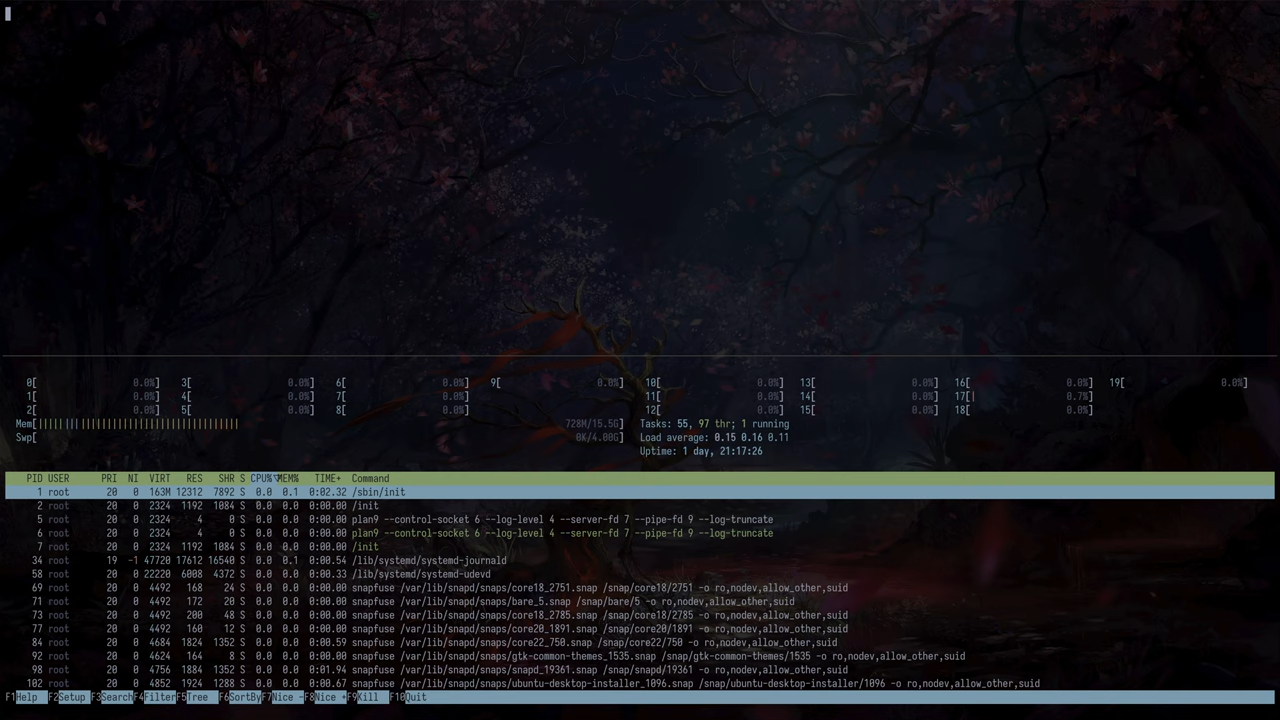 0[ 0.0%] 3[ 0.0%] 6[ 0.0%] 9[ 0.0%] 10[ 0.0%] 13[ 0.0%] 16[ 0.0%] 19[ 0.0%]
1[ 0.0%] 4[ 0.0%] 7[ 0.0%] 11[ 0.0%] 14[ 0.0%] 17[| 0.7%]
2[ 0.0%] 5[ 0.0%] 8[ 0.0%] 12[ 0.0%] 15[ 0.0%] 18[ 0.0%]
Mem[|||||||||||||||||||||||||||||||||||||| 728M/15.5G] Tasks: 55, 97 thr; 1 running
Swp[ 0K/4.00G] Load average: 0.15 0.16 0.11
Uptime: 1 day, 21:17:26
PID USER PRI NI VIRT RES SHR S CPU%▽MEM% TIME+ Command
1 root 20 0 163M 12312 7892 S 0.0 0.1 0:02.32 /sbin/init
2 root 20 0 2324 1192 1084 S 0.0 0.0 0:00.00 /init
5 root 20 0 2324 4 0 S 0.0 0.0 0:00.00 plan9 --control-socket 6 --log-level 4 --server-fd 7 --pipe-fd 9 --log-truncate
6 root 20 0 2324 4 0 S 0.0 0.0 0:00.00 plan9 --control-socket 6 --log-level 4 --server-fd 7 --pipe-fd 9 --log-truncate
7 root 20 0 2324 1192 1084 S 0.0 0.0 0:00.00 /init
34 root 19 -1 47720 17612 16540 S 0.0 0.1 0:00.54 /lib/systemd/systemd-journald
58 root 20 0 22220 6008 4372 S 0.0 0.0 0:00.33 /lib/systemd/systemd-udevd
69 root 20 0 4492 168 24 S 0.0 0.0 0:00.00 snapfuse /var/lib/snapd/snaps/core18_2751.snap /snap/core18/2751 -o ro,nodev,allow_other,suid
71 root 20 0 4492 172 20 S 0.0 0.0 0:00.00 snapfuse /var/lib/snapd/snaps/bare_5.snap /snap/bare/5 -o ro,nodev,allow_other,suid
73 root 20 0 4492 200 48 S 0.0 0.0 0:00.00 snapfuse /var/lib/snapd/snaps/core18_2785.snap /snap/core18/2785 -o ro,nodev,allow_other,suid
77 root 20 0 4492 160 12 S 0.0 0.0 0:00.00 snapfuse /var/lib/snapd/snaps/core20_1891.snap /snap/core20/1891 -o ro,nodev,allow_other,suid
84 root 20 0 4684 1824 1352 S 0.0 0.0 0:00.59 snapfuse /var/lib/snapd/snaps/core22_750.snap /snap/core22/750 -o ro,nodev,allow_other,suid
92 root 20 0 4624 164 8 S 0.0 0.0 0:00.00 snapfuse /var/lib/snapd/snaps/gtk-common-themes_1535.snap /snap/gtk-common-themes/1535 -o ro,nodev,allow_other,suid
98 root 20 0 4756 1884 1352 S 0.0 0.0 0:01.94 snapfuse /var/lib/snapd/snaps/snapd_19361.snap /snap/snapd/19361 -o ro,nodev,allow_other,suid
102 root 20 0 4852 1924 1288 S 0.0 0.0 0:00.67 snapfuse /var/lib/snapd/snaps/ubuntu-desktop-installer_1096.snap /snap/ubuntu-desktop-installer/1096 -o ro,nodev,allow_other,suid
F1Help F2Setup F3SearchF4FilterF5Tree F6SortByF7Nice -F8Nice +F9Kill F10Quit